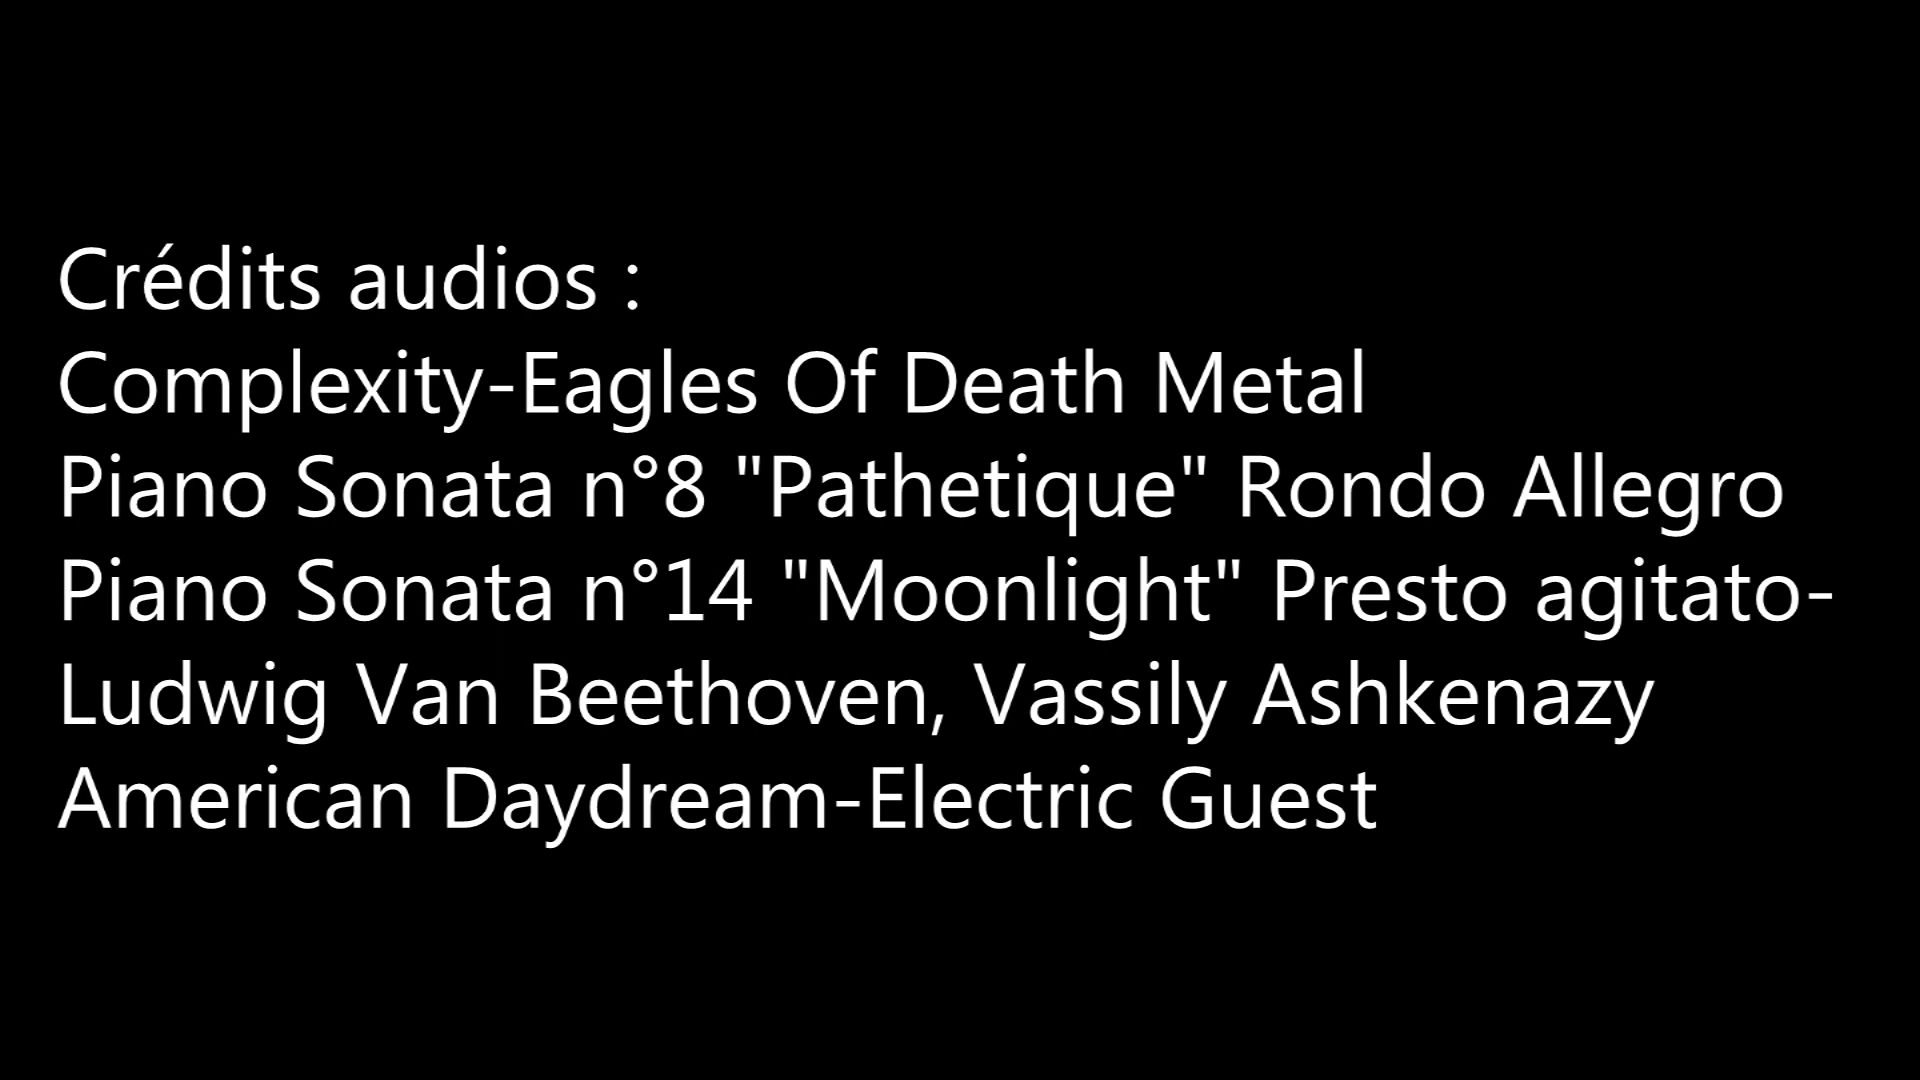 Crédits audios :
Complexity-Eagles Of Death Metal
Piano Sonata n°8 "Pathetique" Rondo Allegro
Piano Sonata n°14 "Moonlight" Presto agitato-
Ludwig Van Beethoven, Vassily Ashkenazy
American Daydream-Electric Guest